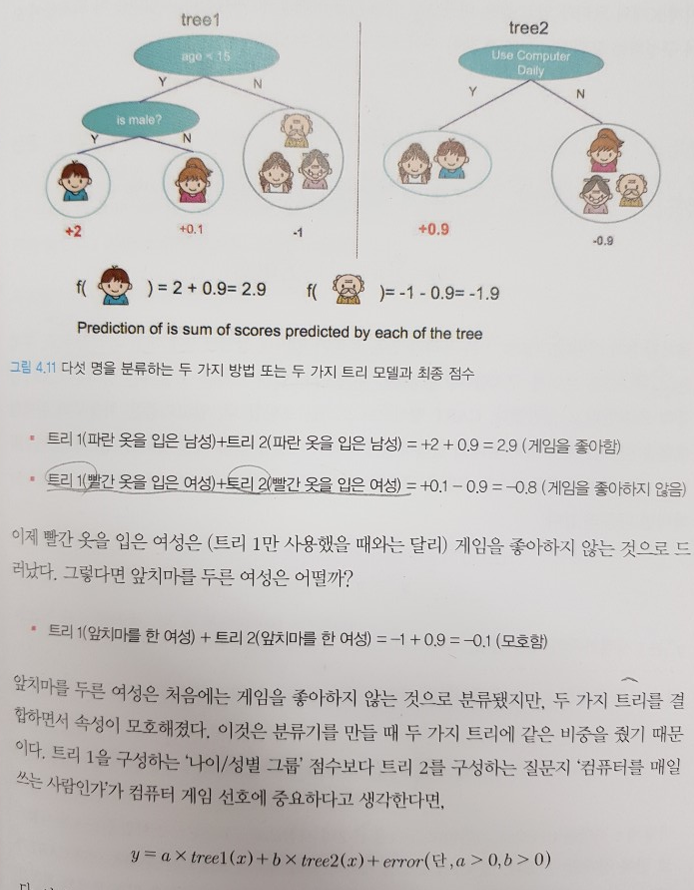 tree1
tree2
age < 15
Use Computer
Daily
Y
N
Y
N
is male?
Y
N
+2
+0.1
-1
+0.9
-0.9
f( ) = 2 + 0.9= 2.9
f( )= -1 - 0.9= -1.9
Prediction of is sum of scores predicted by each of the tree
그림 4.11 다섯 명을 분류하는 두 가지 방법 또는 두 가지 트리 모델과 최종 점수
▪ 트리 1(파란 옷을 입은 남성)+트리 2(파란 옷을 입은 남성) = +2 + 0.9 = 2.9 (게임을 좋아함)
▪ 트리 1(빨간 옷을 입은 여성)+트리 2(빨간 옷을 입은 여성) = +0.1 − 0.9 = −0.8 (게임을 좋아하지 않음)
이제 빨간 옷을 입은 여성은 (트리 1만 사용했을 때와는 달리) 게임을 좋아하지 않는 것으로 드
러났다. 그렇다면 앞치마를 두른 여성은 어떨까?
▪ 트리 1(앞치마를 한 여성) + 트리 2(앞치마를 한 여성) = −1 + 0.9 = −0.1 (모호함)
앞치마를 두른 여성은 처음에는 게임을 좋아하지 않는 것으로 분류됐지만, 두 가지 트리를 결
합하면서 속성이 모호해졌다. 이것은 분류기를 만들 때 두 가지 트리에 같은 비중을 줬기 때문
이다. 트리 1을 구성하는 '나이/성별 그룹' 점수보다 트리 2를 구성하는 질문지 '컴퓨터를 매일
쓰는 사람인가'가 컴퓨터 게임 선호에 중요하다고 생각한다면,
y = a × tree1(x) + b × tree2(x) + error(단, a > 0, b > 0)